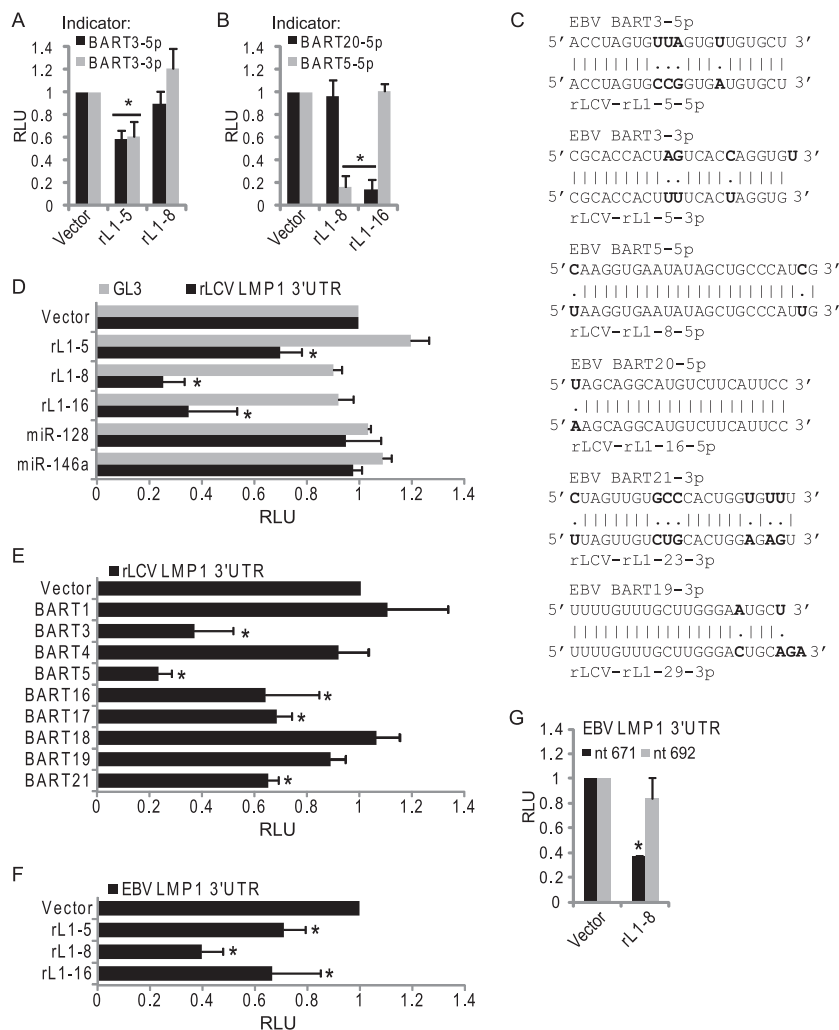 A
Indicator:
BART3-5p
BART3-3p
1.4
1.2
1
0.8
0.6
0.4
0.2
0
RLU
*
Vector
rL1-5
rL1-8
B
Indicator:
BART20-5p
BART5-5p
1.4
1.2
1
0.8
0.6
0.4
0.2
0
RLU
*
Vector
rL1-8
rL1-16
C
EBV BART3-5p
5' ACCUAGUGUUAGUGUUGUGCU 3'
||||||||...|||.||||||
5' ACCUAGUGCCGGUGAUGUGCU 3'
rLCV-rL1-5-5p
EBV BART3-3p
5' CGCACCACUAGUCACCAGGUGU 3'
|||||||||..||||.|||||
5' CGCACCACUUUUCACUAGGUG 3'
rLCV-rL1-5-3p
EBV BART5-5p
5' CAAGGUGAAUAUAGCUGCCCAUCG 3'
.|||||||||||||||||||||.|
5' UAAGGUGAAUAUAGCUGCCCAUUG 3'
rLCV-rL1-8-5p
EBV BART20-5p
5' UAGCAGGCAUGUCUUCAUUCC 3'
.||||||||||||||||||||
5' AAGCAGGCAUGUCUUCAUUCC 3'
rLCV-rL1-16-5p
EBV BART21-3p
5' CUAGUUGUGCCCACUGGUGUUU 3'
.|||||||...||||||.|..|
5' UUAGUUGUCUGCACUGGAGAGU 3'
rLCV-rL1-23-3p
EBV BART19-3p
5' UUUUGUUUGCUUGGGAAUGCU 3'
||||||||||||||||.|||.
5' UUUUGUUUGCUUGGGACUGCAGA 3'
rLCV-rL1-29-3p
D
GL3
rLCV LMP1 3'UTR
Vector
rL1-5 *
rL1-8 *
rL1-16 *
miR-128
miR-146a
0 0.2 0.4 0.6 0.8 1 1.2 1.4
RLU
E
rLCV LMP1 3'UTR
Vector
BART1
BART3 *
BART4
BART5 *
BART16 *
BART17 *
BART18
BART19
BART21 *
0 0.2 0.4 0.6 0.8 1 1.2 1.4
RLU
F
EBV LMP1 3'UTR
Vector
rL1-5 *
rL1-8 *
rL1-16 *
0 0.2 0.4 0.6 0.8 1 1.2 1.4
RLU
G
EBV LMP1 3'UTR
nt 671 nt 692
1.4
1.2
1
0.8
0.6
0.4
0.2
0
RLU
*
Vector
rL1-8